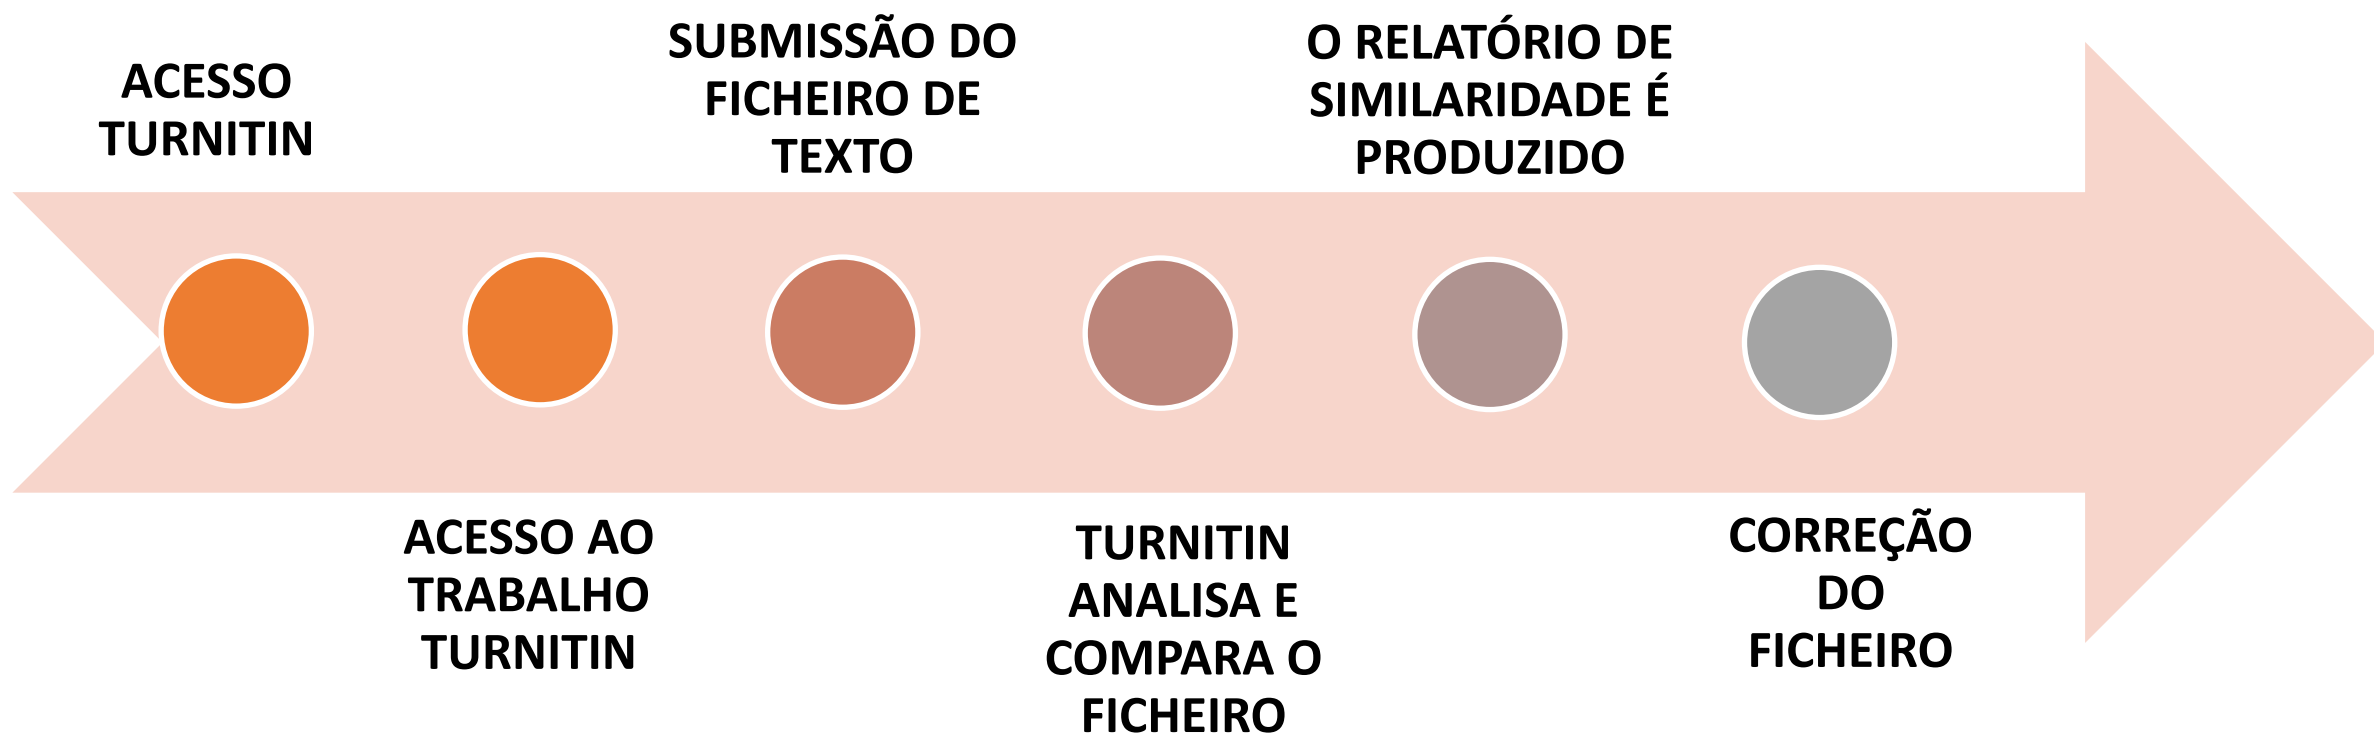 ACESSO
TURNITIN
ACESSO AO
TRABALHO
TURNITIN
SUBMISSÃO DO
FICHEIRO DE
TEXTO
TURNITIN
ANALISA E
COMPARA O
FICHEIRO
O RELATÓRIO DE
SIMILARIDADE É
PRODUZIDO
CORREÇÃO
DO
FICHEIRO